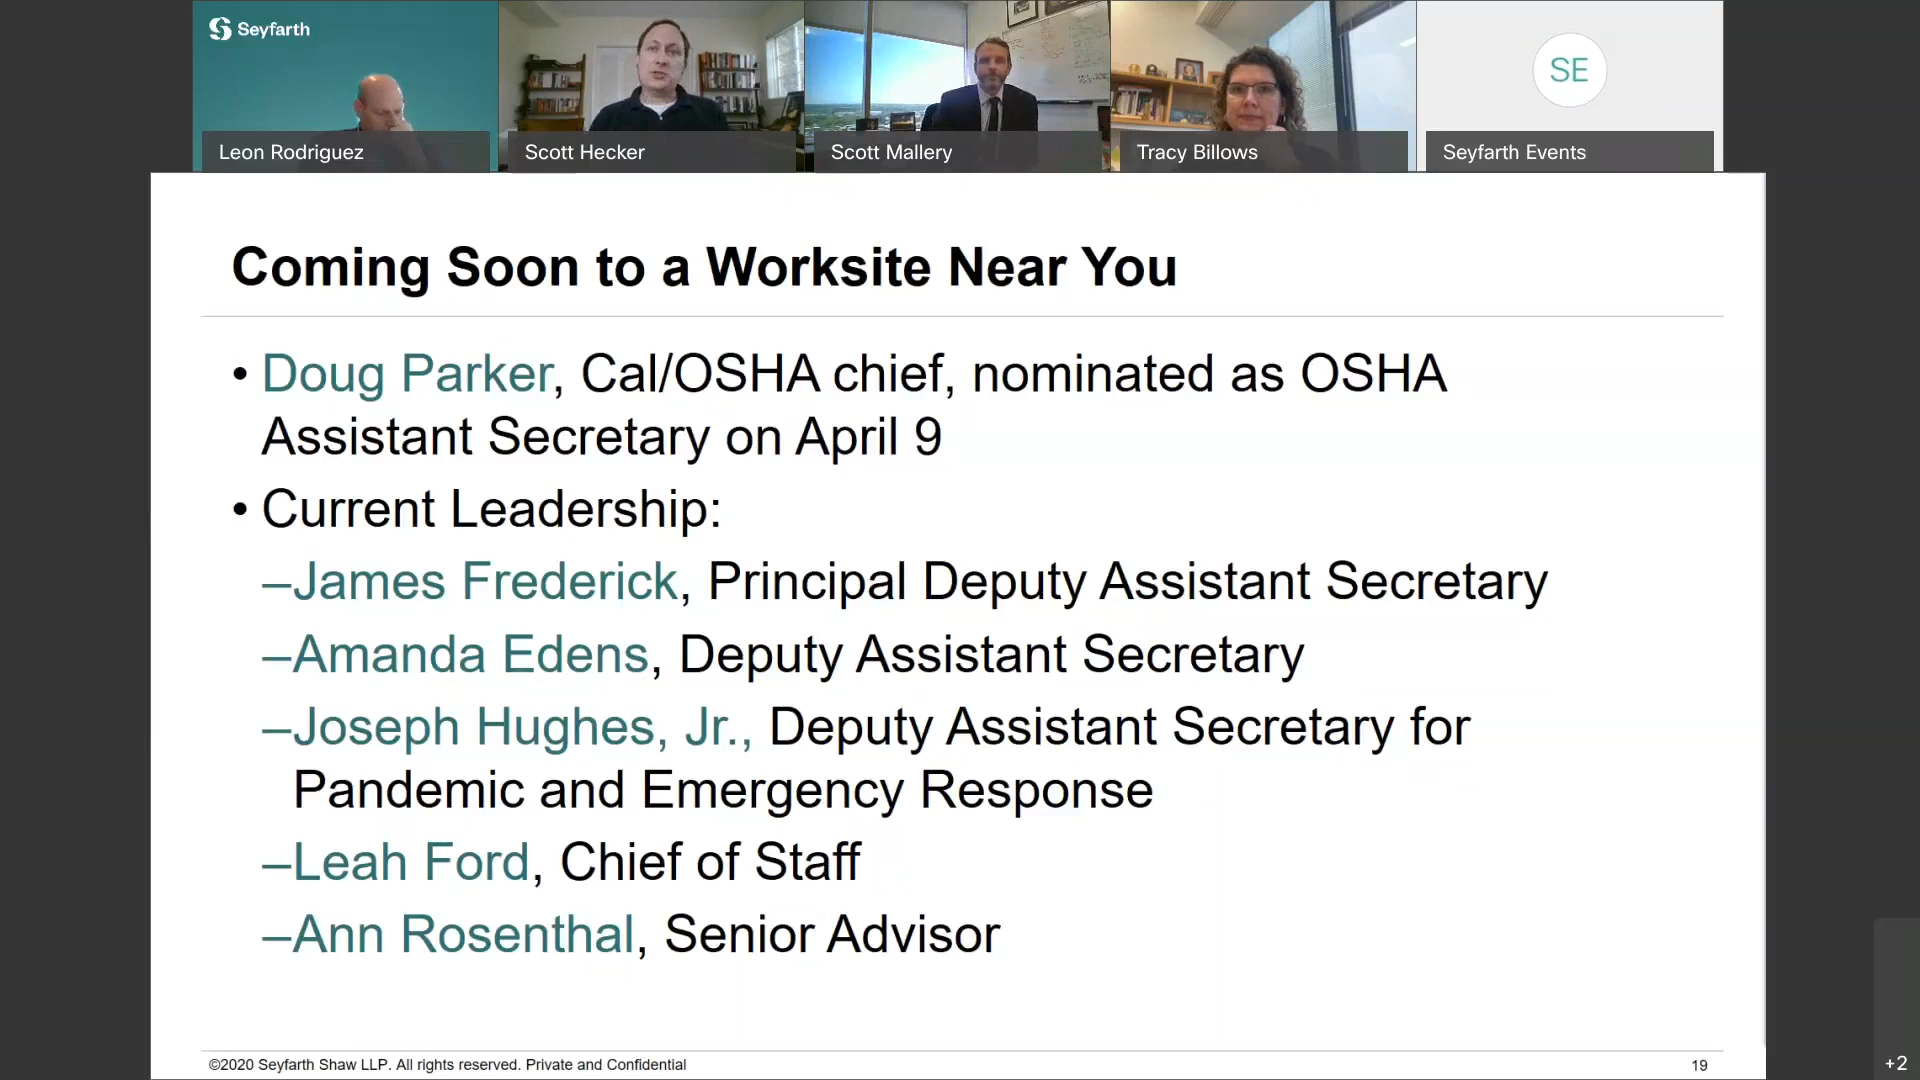 Seyfarth
Leon Rodriguez
Scott Hecker
Scott Mallery
Tracy Billows
SE
Seyfarth Events
Coming Soon to a Worksite Near You
• Doug Parker, Cal/OSHA chief, nominated as OSHA
Assistant Secretary on April 9
• Current Leadership:
–James Frederick, Principal Deputy Assistant Secretary
–Amanda Edens, Deputy Assistant Secretary
–Joseph Hughes, Jr., Deputy Assistant Secretary for
Pandemic and Emergency Response
–Leah Ford, Chief of Staff
–Ann Rosenthal, Senior Advisor
©2020 Seyfarth Shaw LLP. All rights reserved. Private and Confidential
19
+2